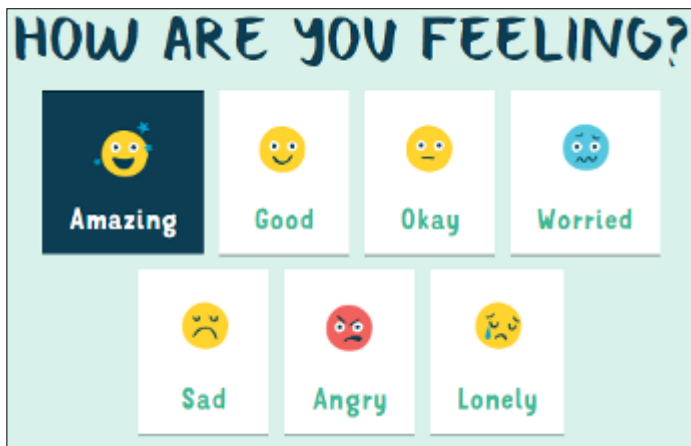 HOW ARE YOU FEELING?
Amazing Good Okay Worried
Sad Angry Lonely